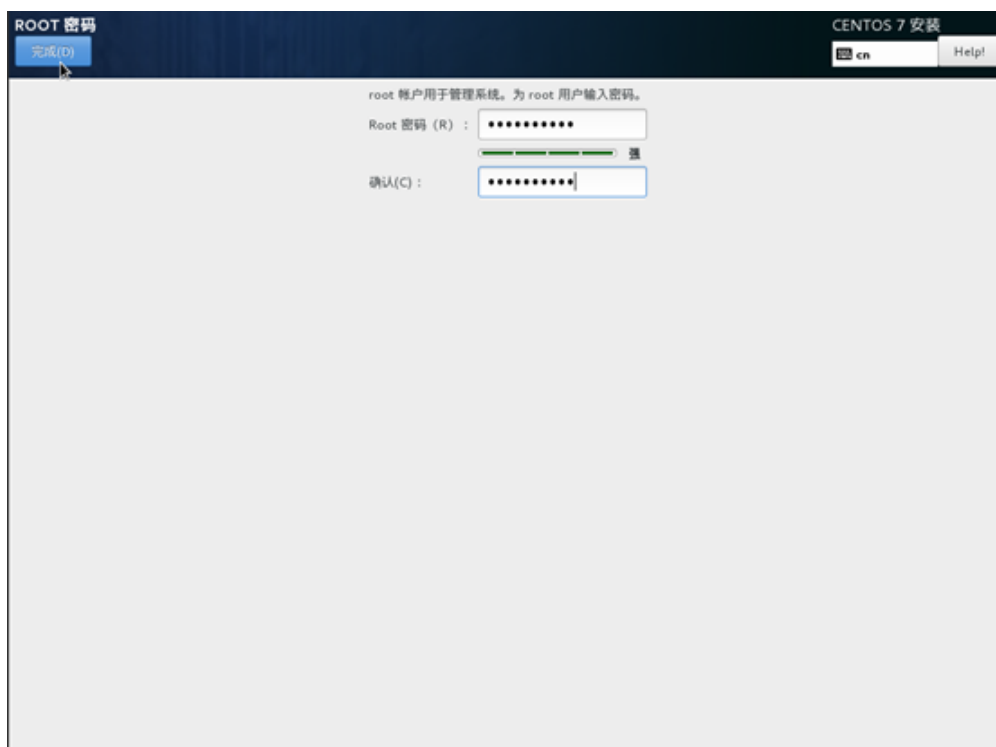 ROOT 密码
CENTOS 7 安装
完成(D)
cn
Help!
root 帐户用于管理系统。为 root 用户输入密码。
Root 密码（R）：
••••••••••
强
确认(C)：
••••••••••